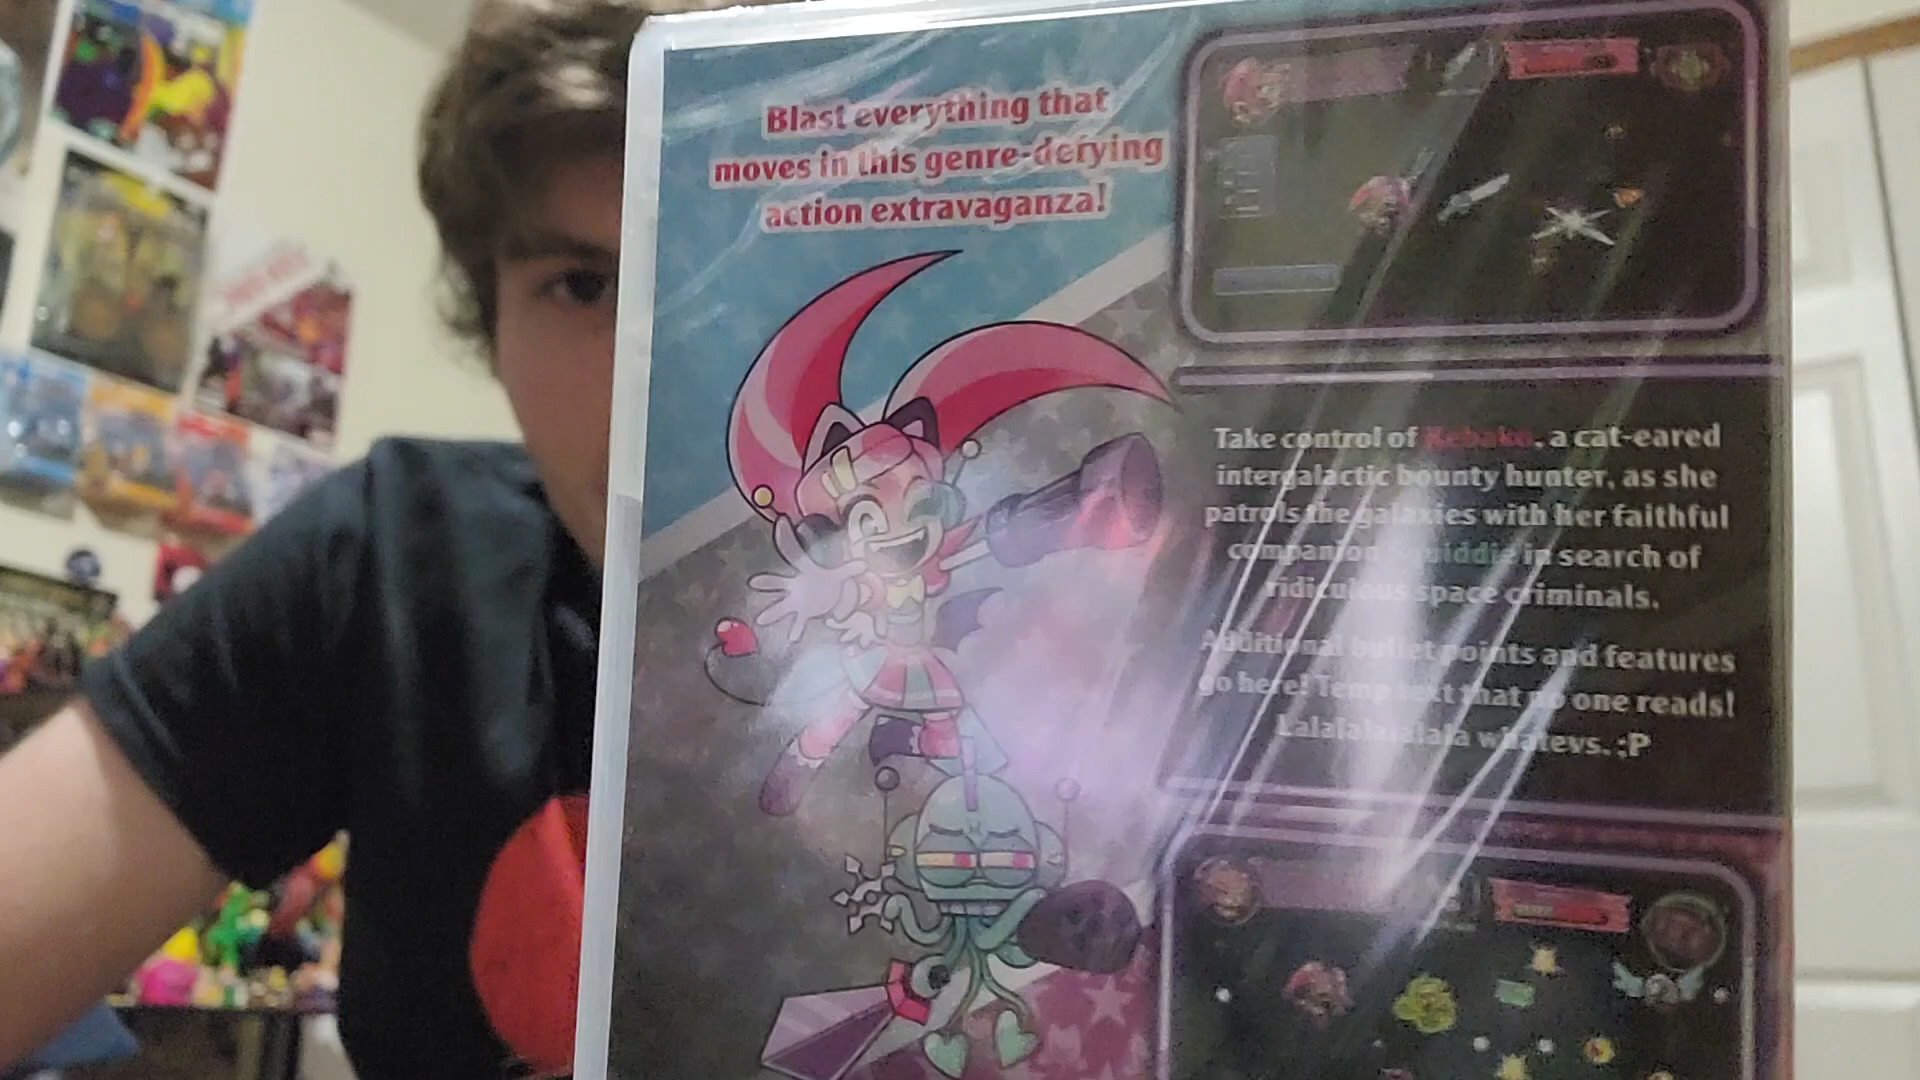 Blast everything that
moves in this genre-defying
action extravaganza!
Take control of Kebako, a cat-eared
intergalactic bounty hunter, as she
patrols the galaxies with her faithful
companion Squiddie in search of
ridiculous space criminals.
Additional bullet points and features
go here! Temp text that no one reads!
Lalalalalalala whatevs. ;P